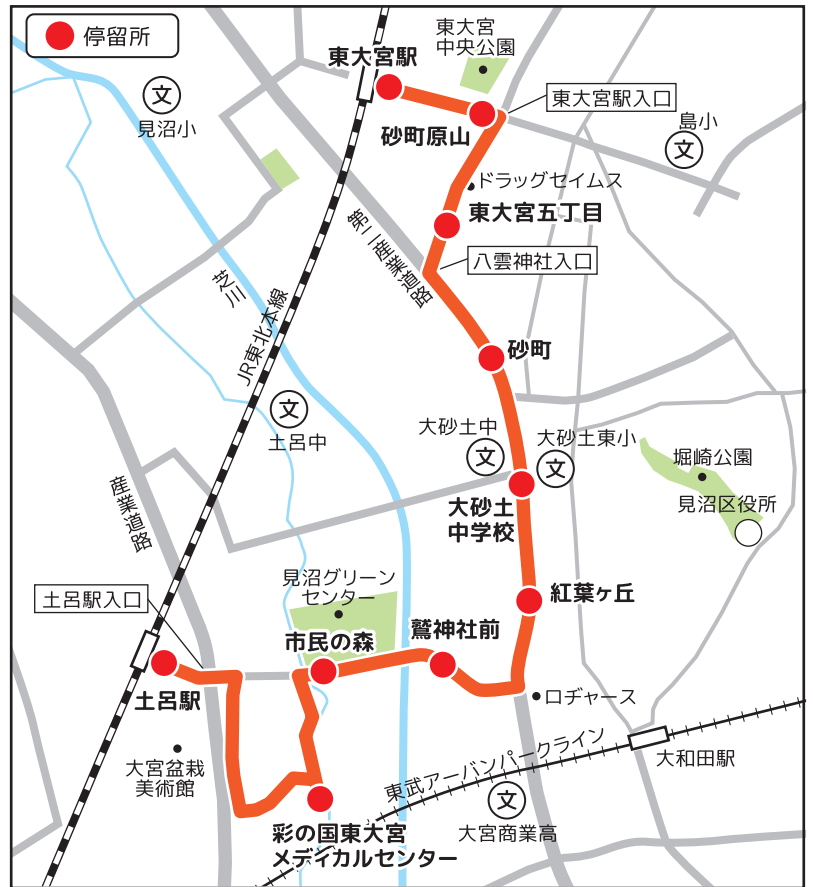 停留所
東大宮駅
東大宮
中央公園
文
見沼小
砂町原山
東大宮駅入口
島小
文
ドラッグセイムス
東大宮五丁目
第二産業道路
八雲神社入口
芝川
JR東北本線
砂町
文
土呂中
大砂土中
文
大砂土東小
文
堀崎公園
見沼区役所
産業道路
大砂土
中学校
見沼グリーン
センター
土呂駅入口
紅葉ヶ丘
市民の森
鷲神社前
土呂駅
ロヂャース
大宮盆栽
美術館
東武アーバンパークライン
大和田駅
文
大宮商業高
彩の国東大宮
メディカルセンター